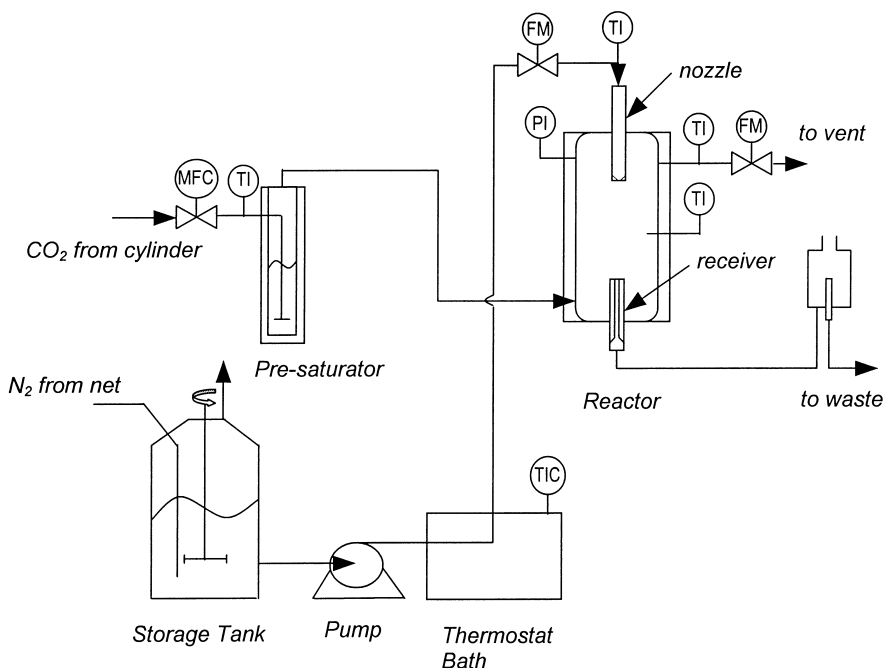 FM
TI
nozzle
PI
TI
FM
to vent
MFC
TI
TI
CO₂ from cylinder
receiver
Pre-saturator
N₂ from net
Reactor
to waste
TIC
Storage Tank
Pump
Thermostat
Bath